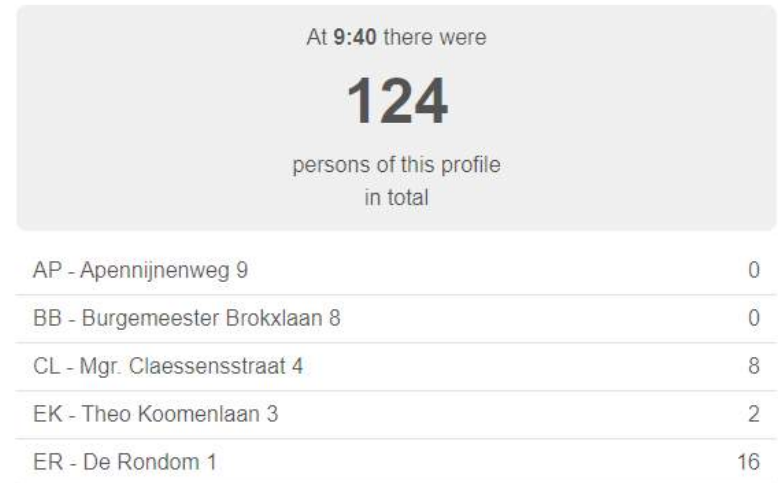 At 9:40 there were
124
persons of this profile
in total
AP - Apennijnenweg 9 0
BB - Burgemeester Brokxlaan 8 0
CL - Mgr. Claessensstraat 4 8
EK - Theo Koomenlaan 3 2
ER - De Rondom 1 16